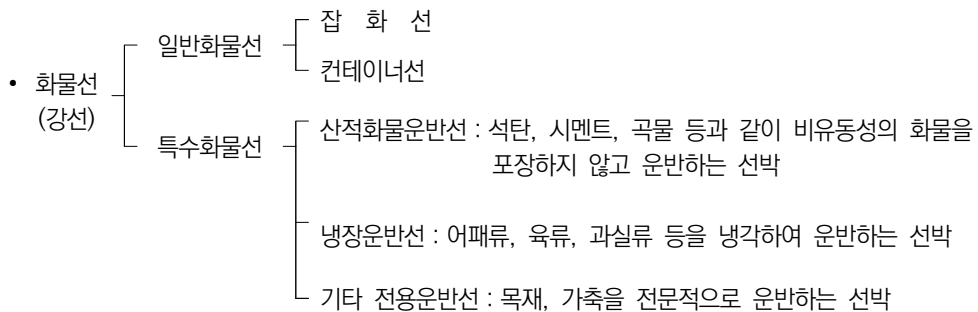 잡 화 선
일반화물선
컨테이너선
• 화물선
(강선)
산적화물운반선 : 석탄, 시멘트, 곡물 등과 같이 비유동성의 화물을
특수화물선
포장하지 않고 운반하는 선박
냉장운반선 : 어패류, 육류, 과실류 등을 냉각하여 운반하는 선박
기타 전용운반선 : 목재, 가축을 전문적으로 운반하는 선박